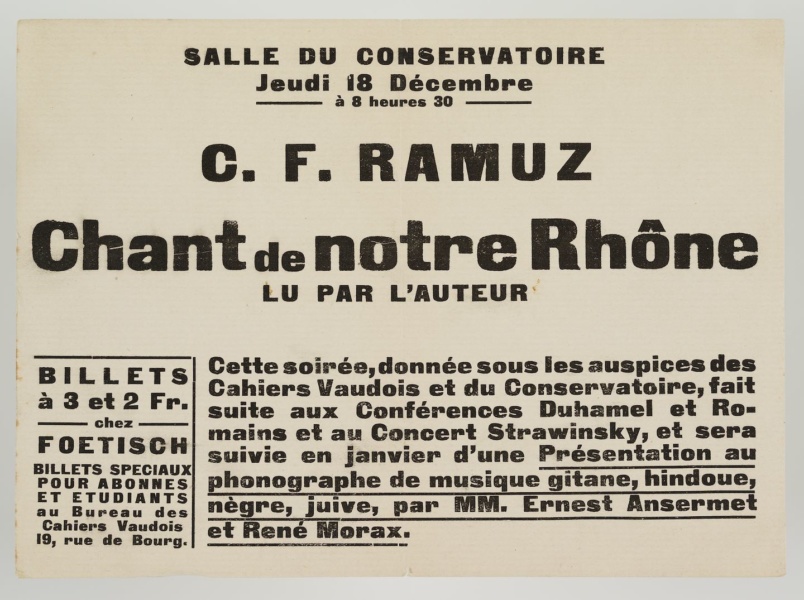 SALLE DU CONSERVATOIRE
Jeudi 18 Décembre
à 8 heures 30
C. F. RAMUZ
Chant de notre Rhône
LU PAR L'AUTEUR
BILLETS
à 3 et 2 Fr.
chez
FOETISCH
BILLETS SPECIAUX
POUR ABONNES
ET ETUDIANTS
au Bureau des
Cahiers Vaudois
19, rue de Bourg.
Cette soirée, donnée sous les auspices des
Cahiers Vaudois et du Conservatoire, fait
suite aux Conférences Duhamel et Ro-
mains et au Concert Strawinsky, et sera
suivie en janvier d'une Présentation au
phonographe de musique gitane, hindoue,
nègre, juive, par MM. Ernest Ansermet
et René Morax.